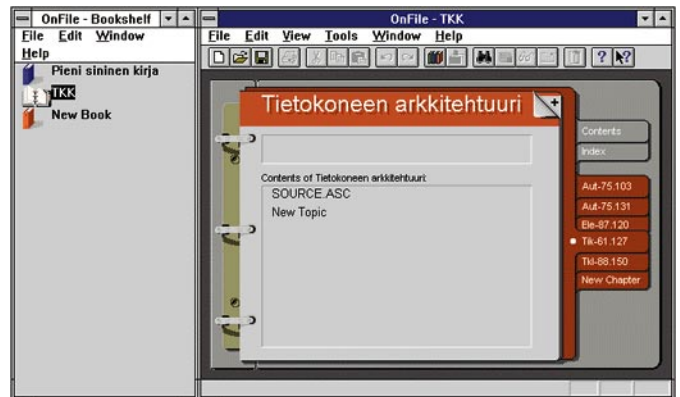 OnFile - Bookshelf
File Edit Window
Help
Pieni sininen kirja
TKK
New Book
OnFile - TKK
File Edit View Tools Window Help
Tietokoneen arkkitehtuuri
Contents of Tietokoneen arkkitehtuuri:
SOURCE.ASC
New Topic
Contents
Index
Aut-75.103
Aut-75.131
Ele-87.120
Tik-61.127
Tkl-88.150
New Chapter